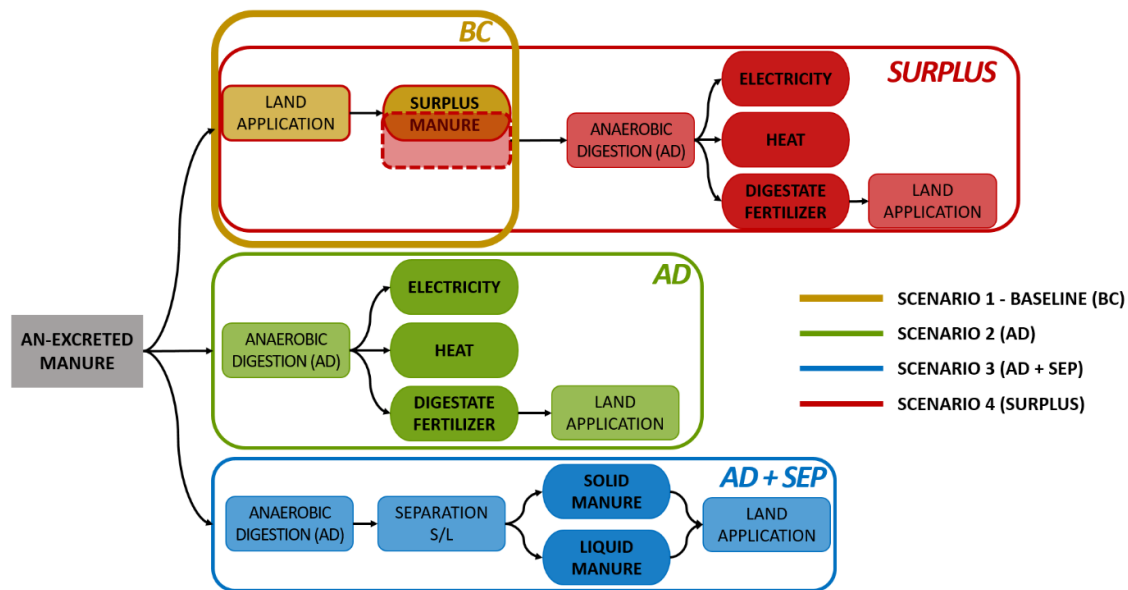 BC
SURPLUS
LAND
APPLICATION
SURPLUS
MANURE
ANAEROBIC
DIGESTION (AD)
ELECTRICITY
HEAT
DIGESTATE
FERTILIZER
LAND
APPLICATION
AN-EXCRETED
MANURE
AD
ANAEROBIC
DIGESTION (AD)
ELECTRICITY
HEAT
DIGESTATE
FERTILIZER
LAND
APPLICATION
AD + SEP
ANAEROBIC
DIGESTION (AD)
SEPARATION
S/L
SOLID
MANURE
LIQUID
MANURE
LAND
APPLICATION
SCENARIO 1 - BASELINE (BC)
SCENARIO 2 (AD)
SCENARIO 3 (AD + SEP)
SCENARIO 4 (SURPLUS)